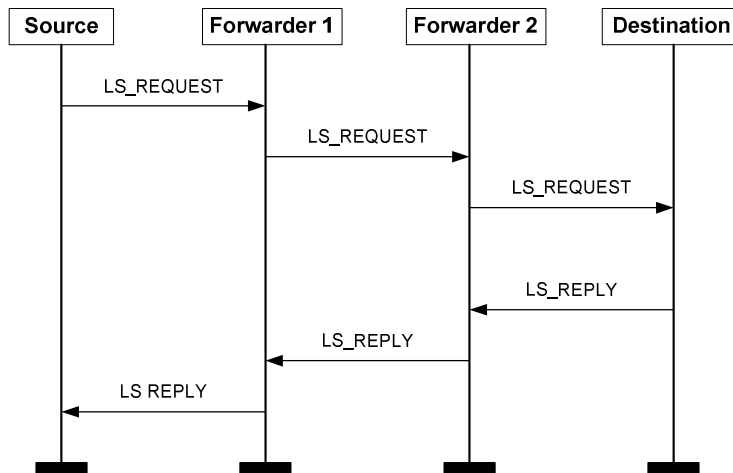 Source
Forwarder 1
Forwarder 2
Destination
LS_REQUEST
LS_REQUEST
LS_REQUEST
LS_REPLY
LS_REPLY
LS REPLY